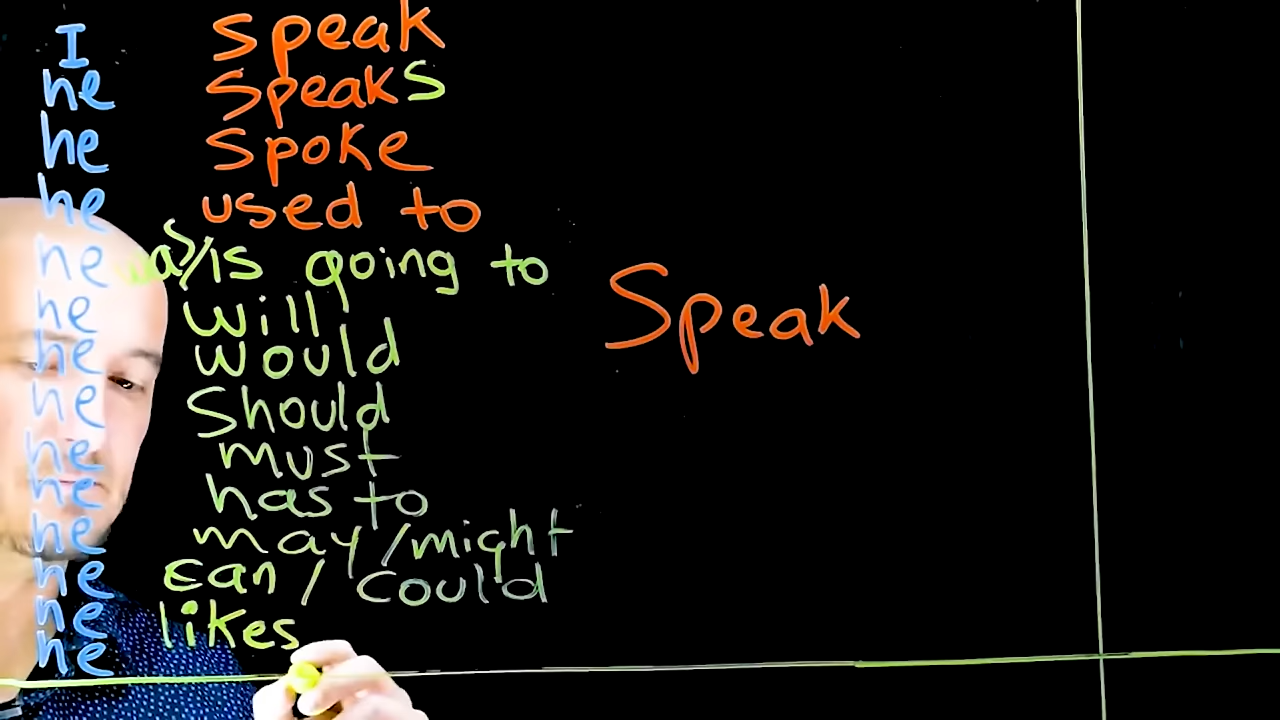 I speak
he speaks
he spoke
he used to
he was/is going to
he will
he would Speak
he should
he must
he has to
he may/might
he can/could
he likes
he